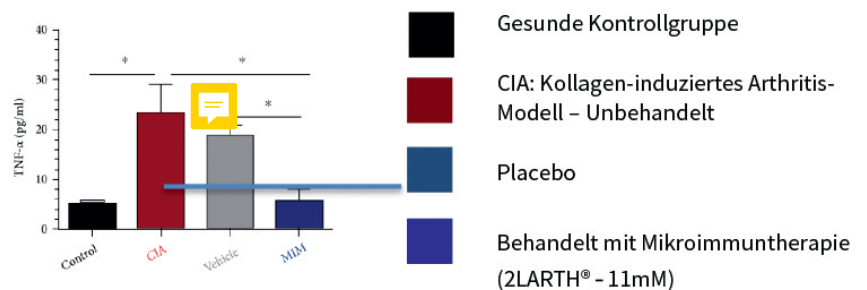 40
30
20
10
0
TNF-α (pg/ml)
*
*
*
Control
CIA
Vehicle
MIM
Gesunde Kontrollgruppe
CIA: Kollagen-induziertes Arthritis-
Modell – Unbehandelt
Placebo
Behandelt mit Mikroimmuntherapie
(2LARTH® - 11mM)